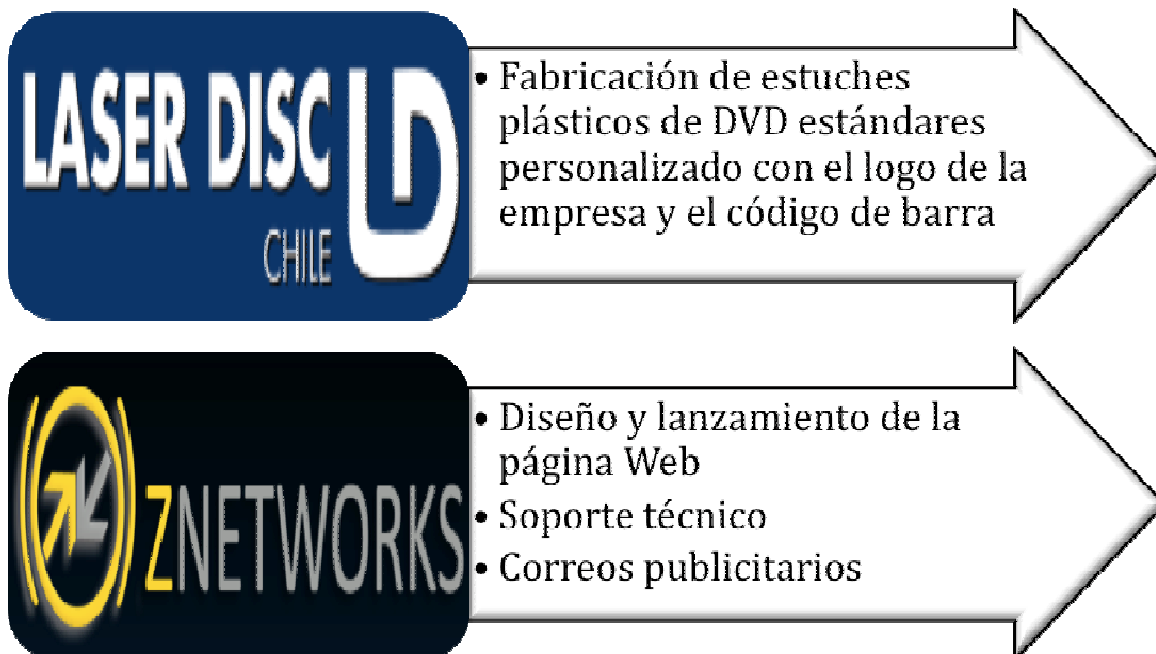 LASER DISC
CHILE
• Fabricación de estuches
plásticos de DVD estándares
personalizado con el logo de la
empresa y el código de barra
ZNETWORKS
• Diseño y lanzamiento de la
página Web
• Soporte técnico
• Correos publicitarios